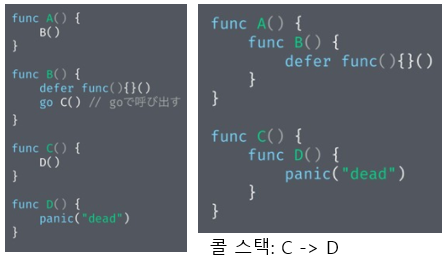 func A() {
    B()
}
func B() {
    defer func(){}()
    go C() // goで呼び出す
}
func C() {
    D()
}
func D() {
    panic("dead")
}
func A() {
    func B() {
        defer func(){}()
    }
}
func C() {
    func D() {
        panic("dead")
    }
}
콜 스택: C -> D